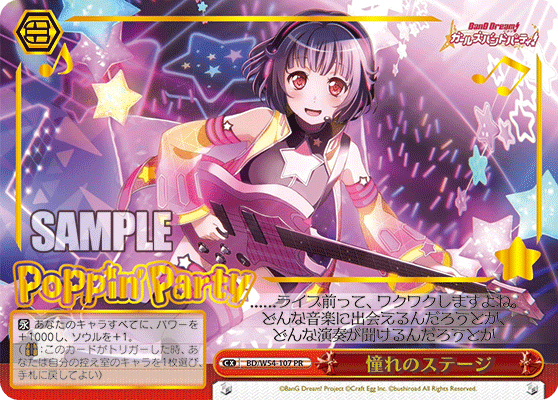 BanG Dream!
ガールズバンドパーティ!
SAMPLE
Poppin'Party
......ライブ前って、ワクワクしますよね。
どんな音楽に出会えるんだろうとか、
どんな演奏が聞けるんだろうとか
永 あなたのキャラすべてに、パワーを
+1000し、ソウルを+1。
(:このカードがトリガーした時、あ
なたは自分の控え室のキャラを1枚選び、
手札に戻してよい)
CX BD/W54-107 PR 憧れのステージ
©BanG Dream! Project ©Craft Egg Inc. ©bushiroad All Rights Reserved.